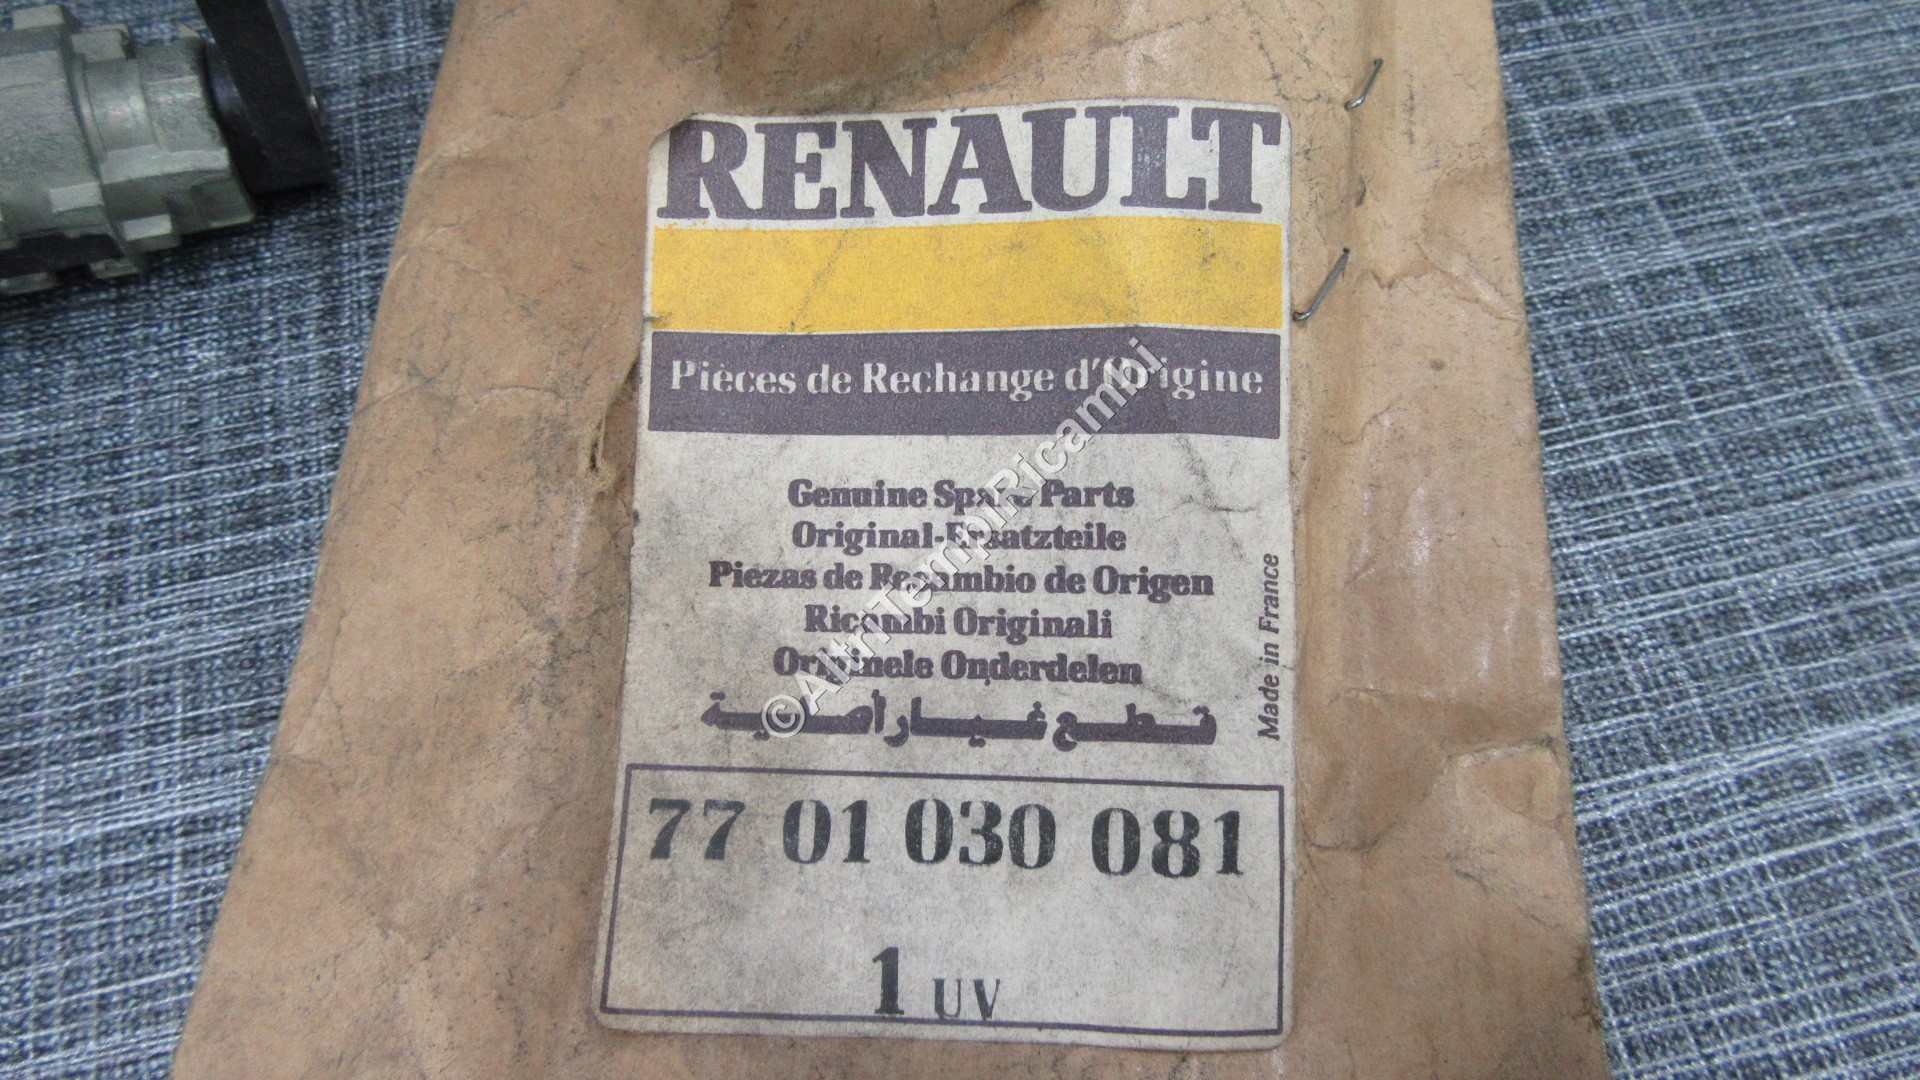 RENAULT
Pièces de Rechange d'Origine
Genuine Spare Parts
Original-Ersatzteile
Piezas de Recambio de Origen
Ricambi Originali
Originele Onderdelen
قطع غيار أصلية
Made in France
77 01 030 081
1 UV
©AltriTempiRicambi